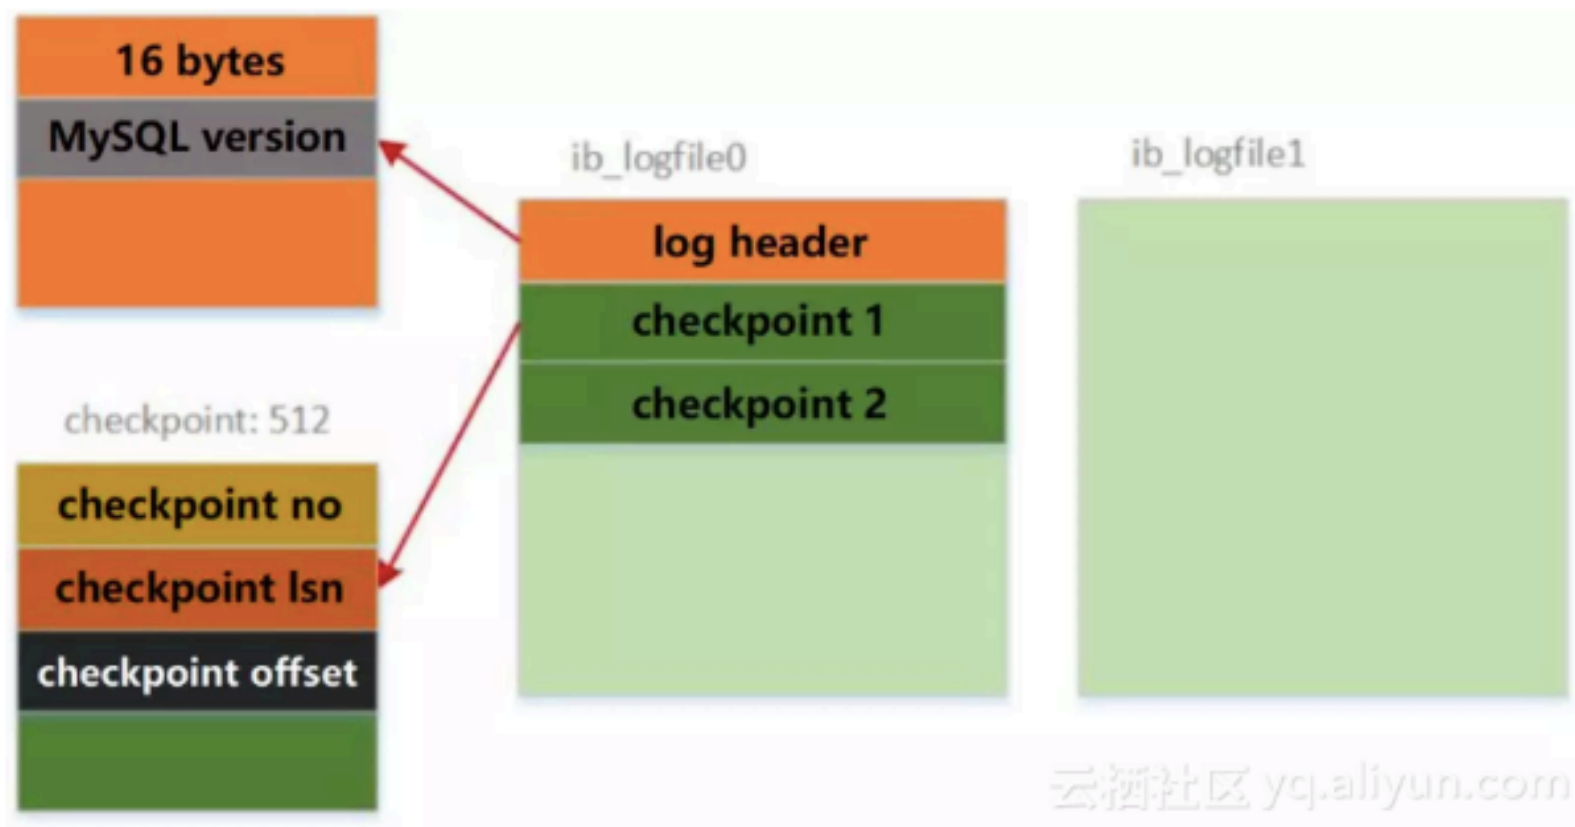 16 bytes
MySQL version
ib_logfile0
ib_logfile1
log header
checkpoint 1
checkpoint 2
checkpoint: 512
checkpoint no
checkpoint lsn
checkpoint offset
云栖社区 yq.aliyun.com